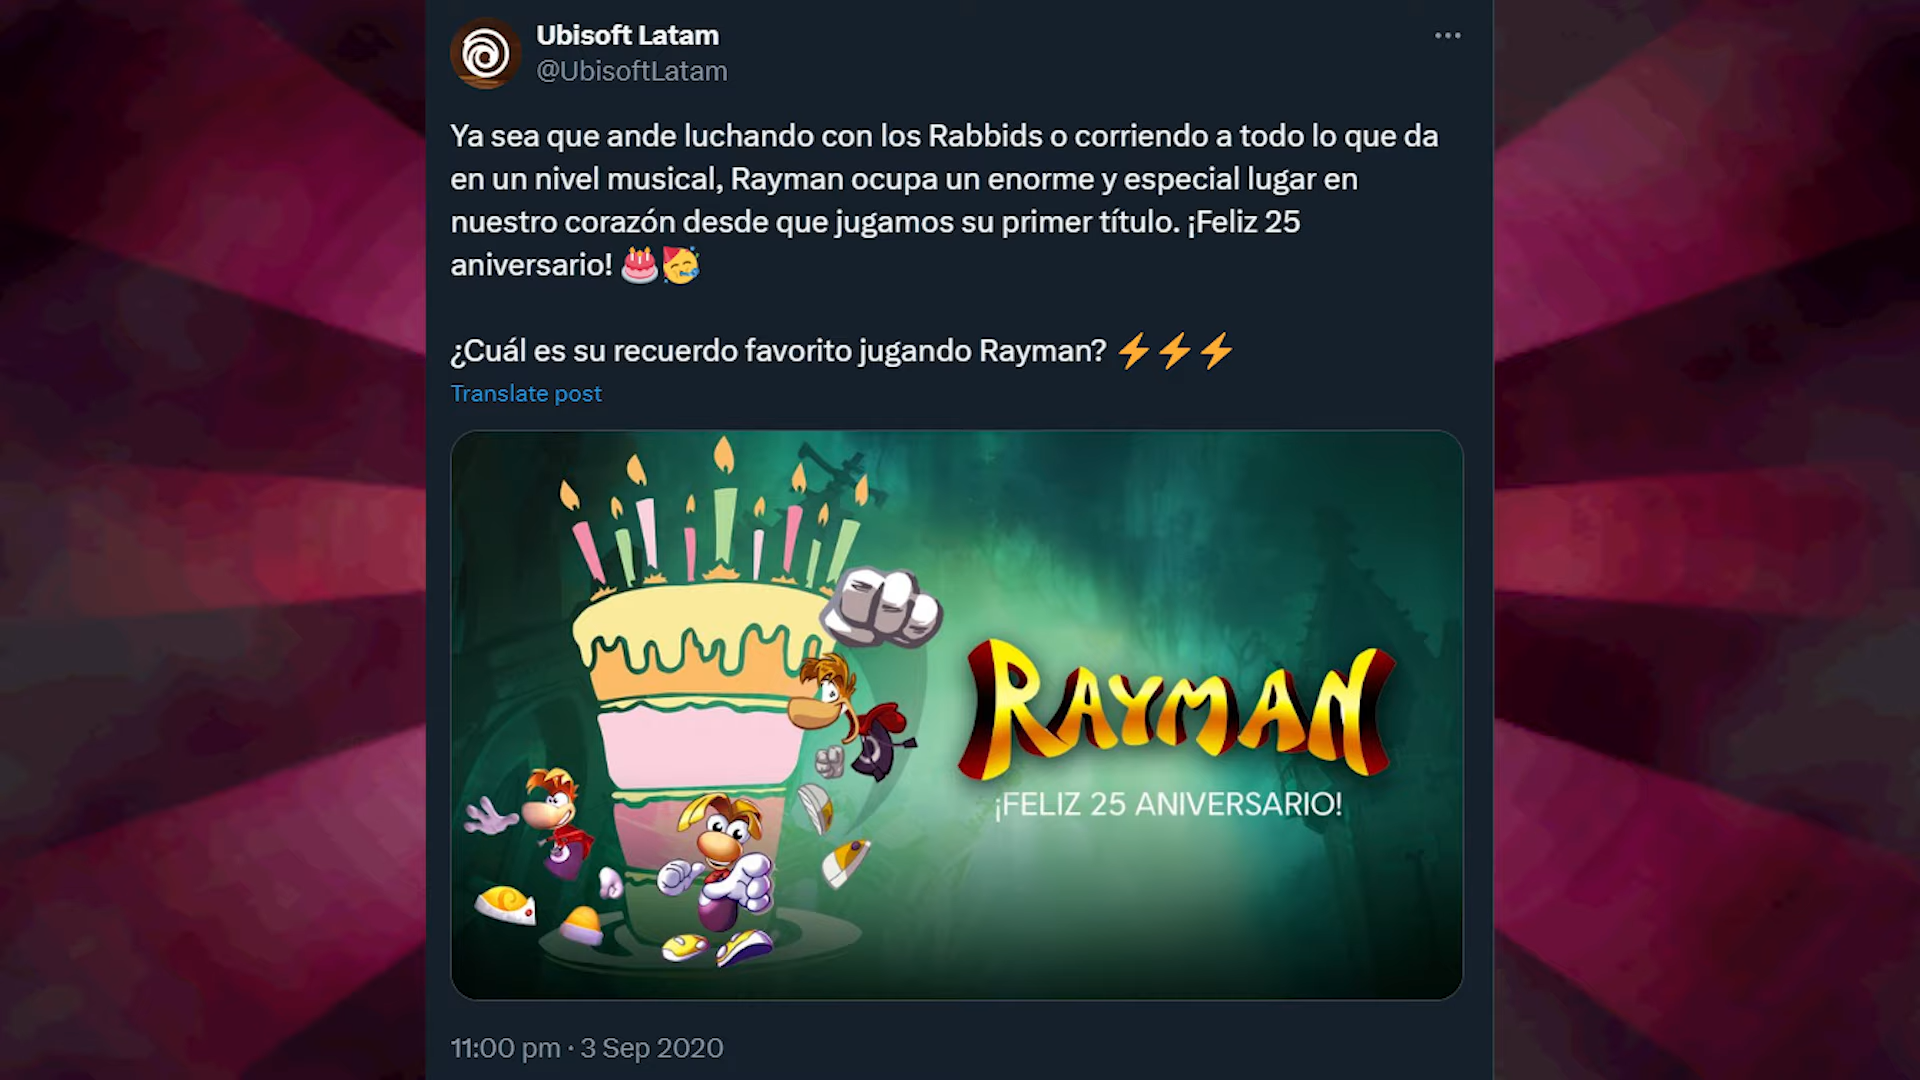 Ubisoft Latam
@UbisoftLatam
Ya sea que ande luchando con los Rabbids o corriendo a todo lo que da
en un nivel musical, Rayman ocupa un enorme y especial lugar en
nuestro corazón desde que jugamos su primer título. ¡Feliz 25
aniversario! 🎂🥳
¿Cuál es su recuerdo favorito jugando Rayman? ⚡⚡⚡
Translate post
RAYMAN
¡FELIZ 25 ANIVERSARIO!
11:00 pm · 3 Sep 2020